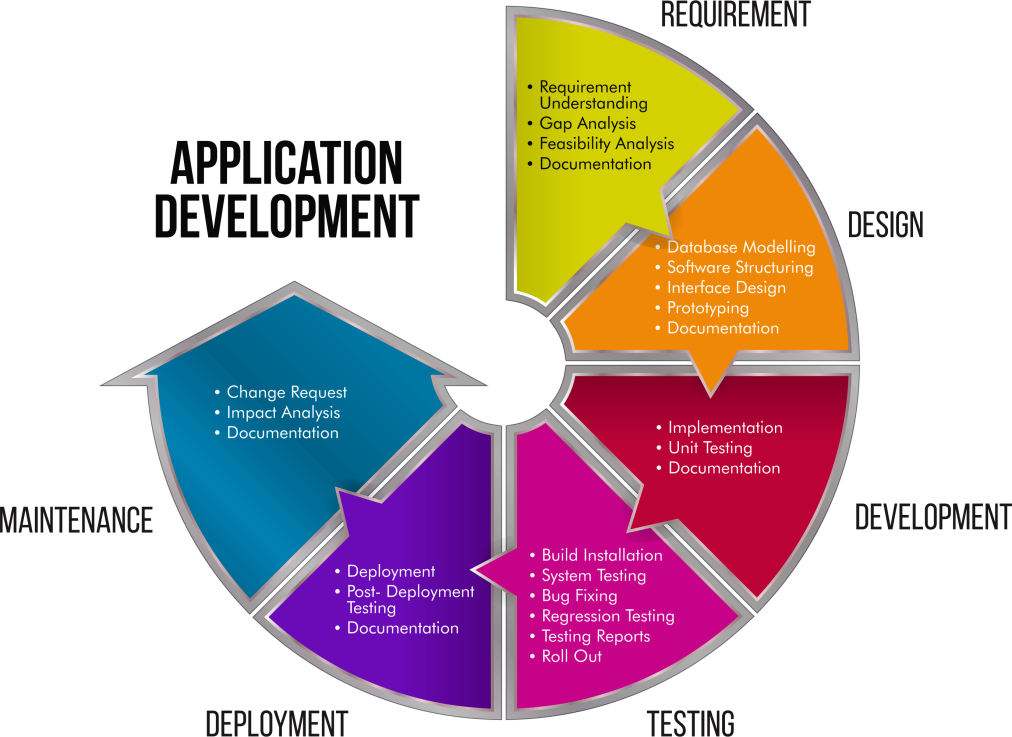 APPLICATION
DEVELOPMENT
REQUIREMENT
• Requirement
Understanding
• Gap Analysis
• Feasibility Analysis
• Documentation
DESIGN
• Database Modelling
• Software Structuring
• Interface Design
• Prototyping
• Documentation
DEVELOPMENT
• Implementation
• Unit Testing
• Documentation
TESTING
• Build Installation
• System Testing
• Bug Fixing
• Regression Testing
• Testing Reports
• Roll Out
DEPLOYMENT
• Deployment
• Post- Deployment
Testing
• Documentation
MAINTENANCE
• Change Request
• Impact Analysis
• Documentation